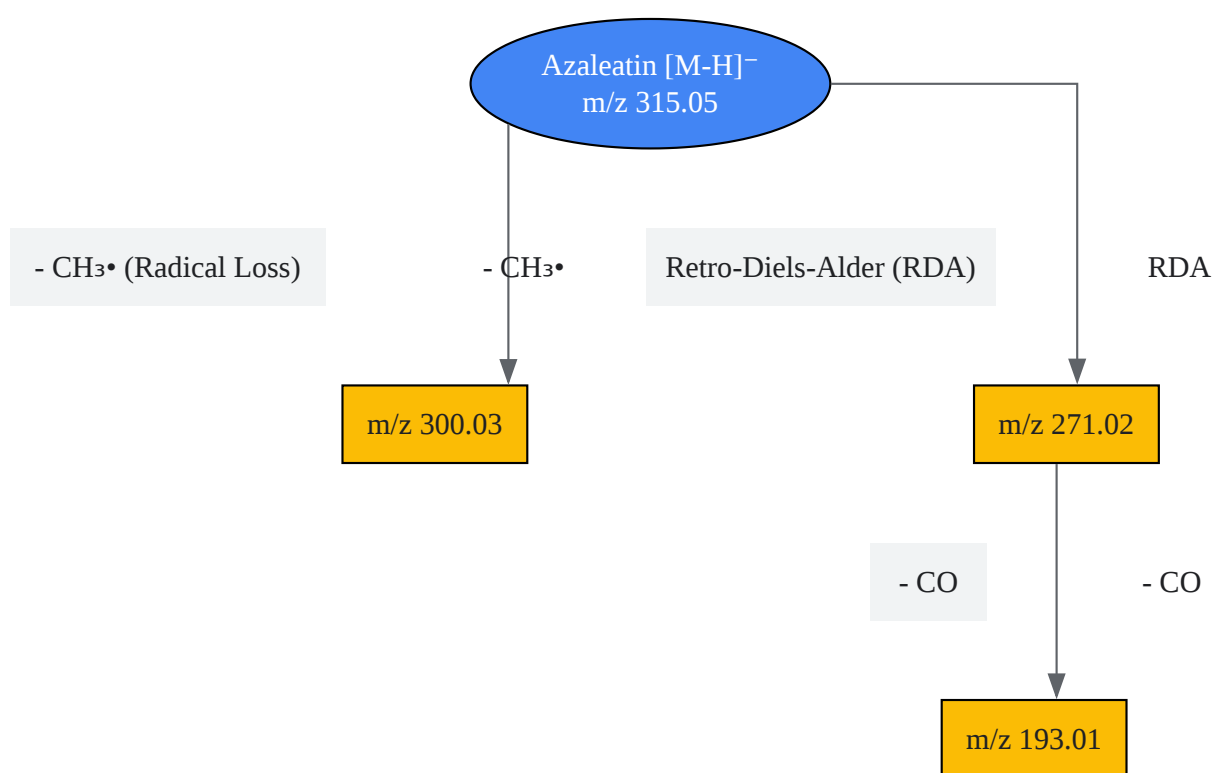 Azaleatin [M-H]⁻
m/z 315.05
- CH₃• (Radical Loss)
- CH₃•
Retro-Diels-Alder (RDA)
RDA
m/z 300.03
m/z 271.02
- CO
- CO
m/z 193.01